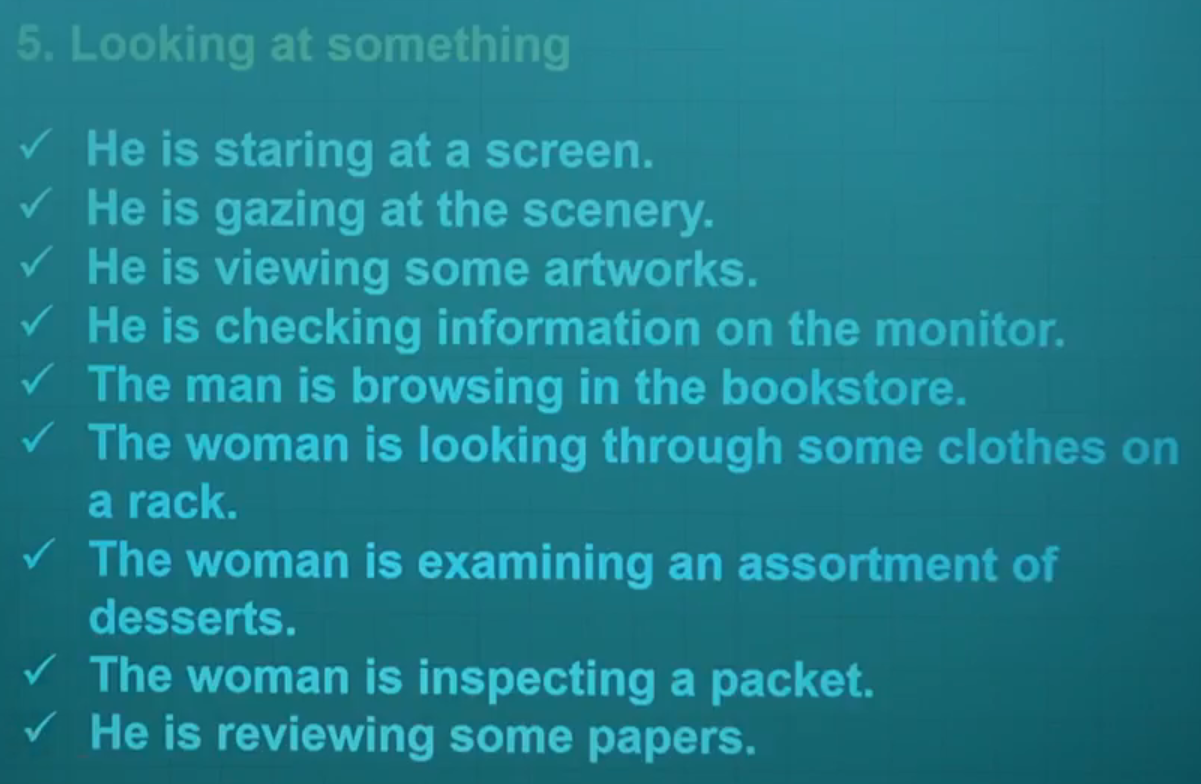 5. Looking at something
✓ He is staring at a screen.
✓ He is gazing at the scenery.
✓ He is viewing some artworks.
✓ He is checking information on the monitor.
✓ The man is browsing in the bookstore.
✓ The woman is looking through some clothes on
a rack.
✓ The woman is examining an assortment of
desserts.
✓ The woman is inspecting a packet.
✓ He is reviewing some papers.